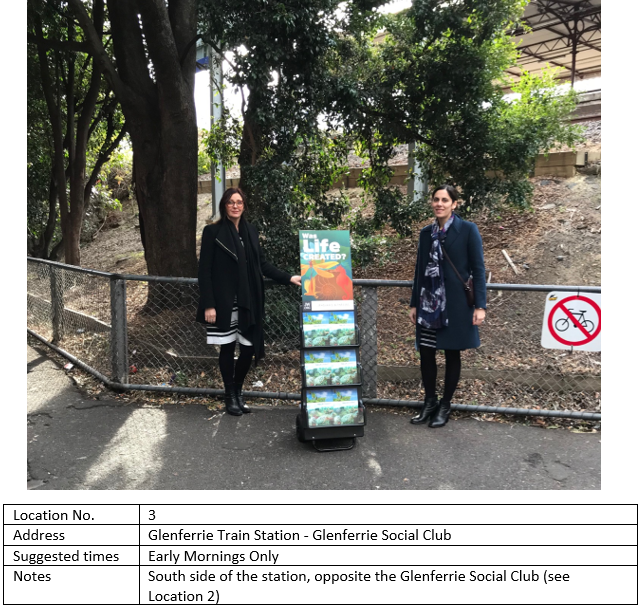 Was
Life
CREATED?
Location No. 3
Address Glenferrie Train Station - Glenferrie Social Club
Suggested times Early Mornings Only
Notes South side of the station, opposite the Glenferrie Social Club (see
Location 2)